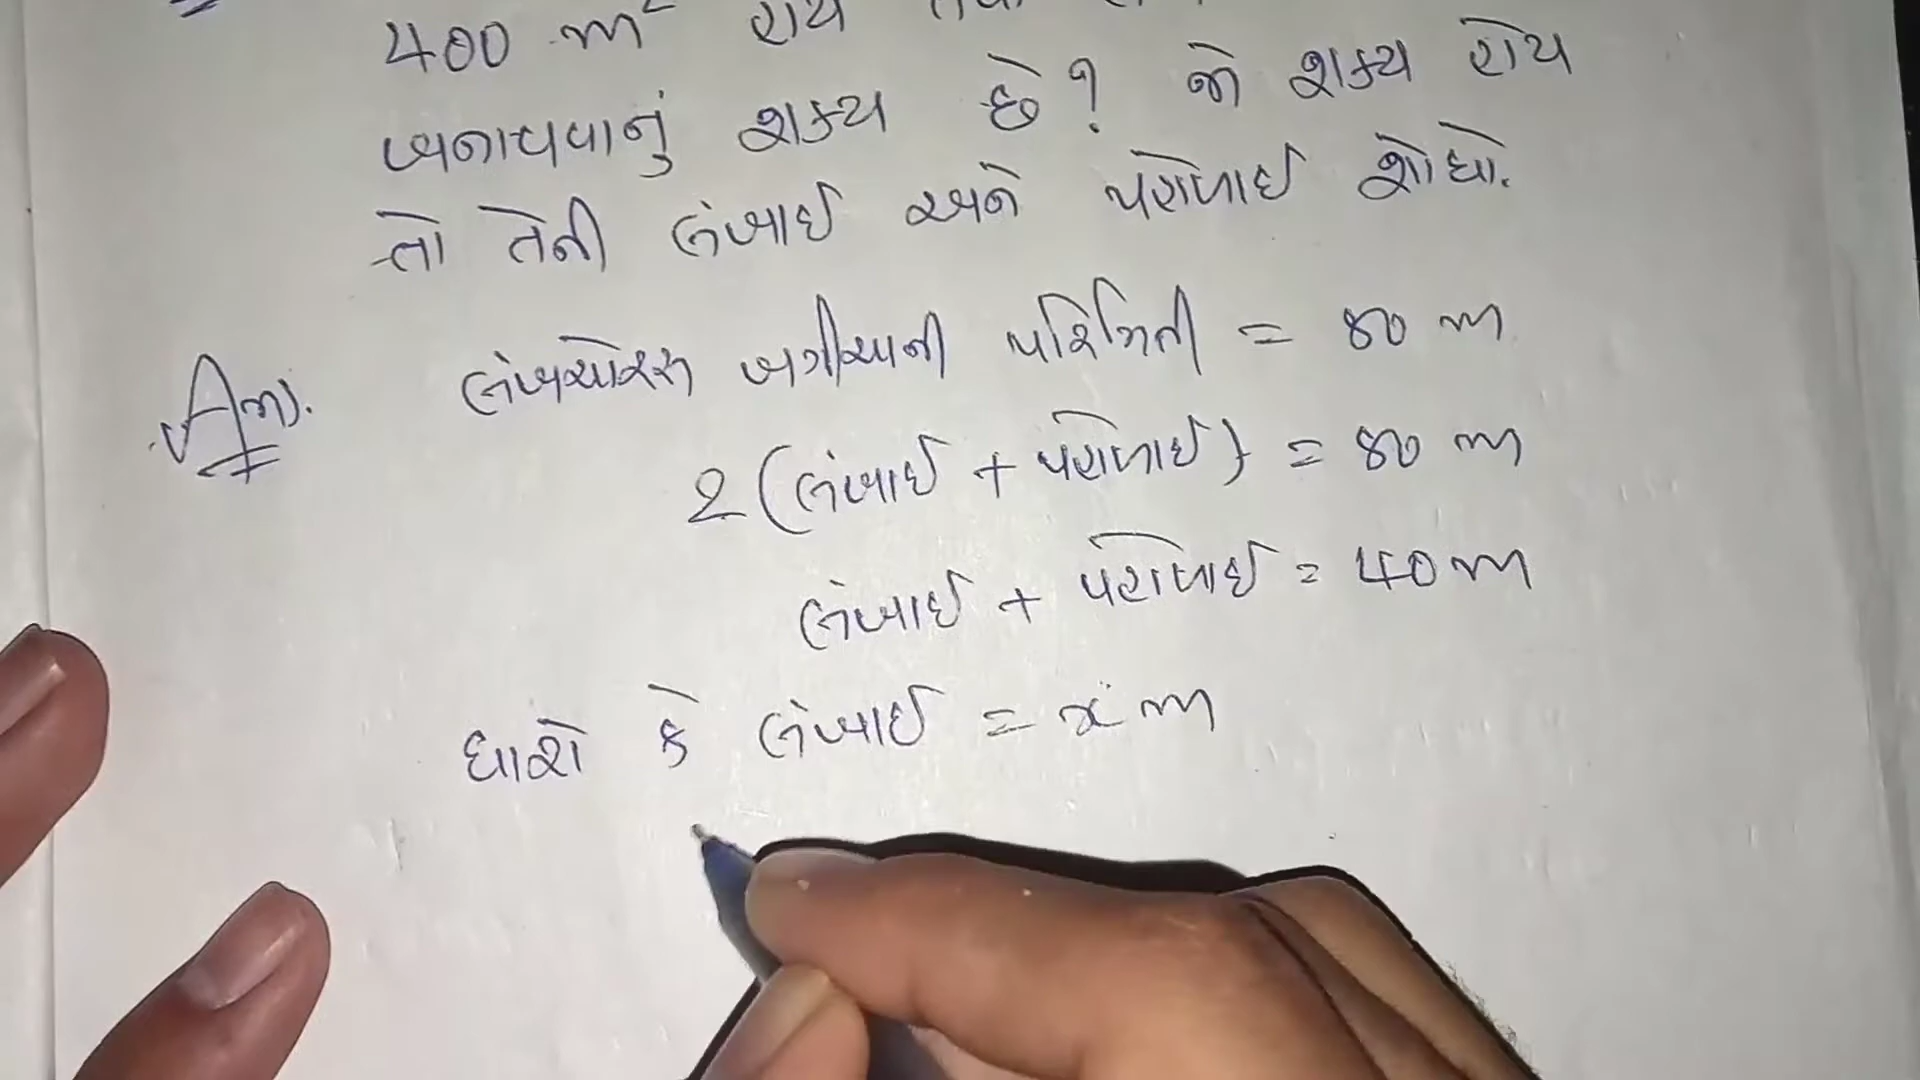 400 m² હોય
બનાવવાનું શક્ય છે? જો શક્ય હોય
તો તેની લંબાઈ અને પહોળાઈ શોધો.
Ans. લંબચોરસ બગીચાની પરિમિતી = 80 m
2 (લંબાઈ + પહોળાઈ) = 80 m
લંબાઈ + પહોળાઈ = 40 m
ધારો કે લંબાઈ = x m